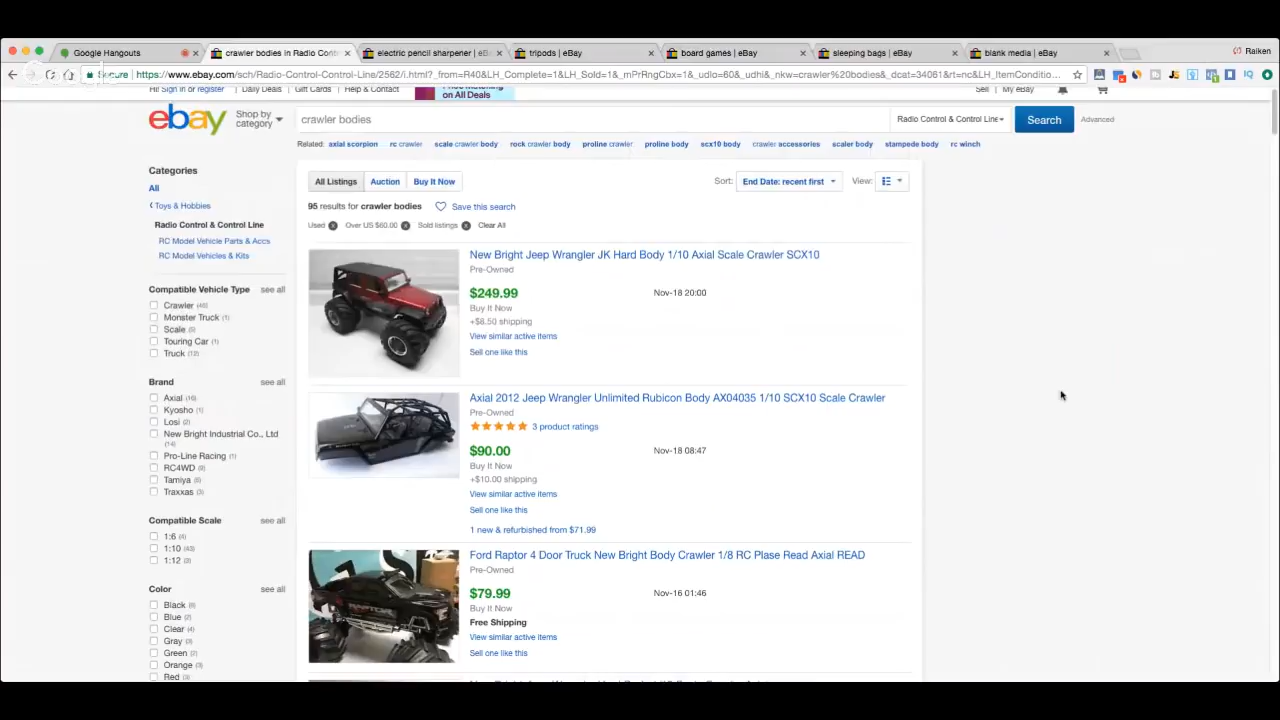 Google Hangouts
crawler bodies in Radio Contr
electric pencil sharpener | eB
tripods | eBay
board games | eBay
sleeping bags | eBay
blank media | eBay
Raiken
Secure https://www.ebay.com/sch/Radio-Control-Control-Line/2562/i.html?_from=R40&LH_Complete=1&LH_Sold=1&_mPrRngCbx=1&_udlo=60&_udhi&_nkw=crawler%20bodies&_dcat=34061&rt=nc&LH_ItemConditio...
Hi! Sign in or register Daily Deals Gift Cards Help & Contact
on All Deals
Sell My eBay
ebay
Shop by
category
crawler bodies
Radio Control & Control Line
Search
Advanced
Related: axial scorpion rc crawler scale crawler body rock crawler body proline crawler proline body scx10 body crawler accessories scaler body stampede body rc winch
Categories
All
Toys & Hobbies
Radio Control & Control Line
RC Model Vehicle Parts & Accs
RC Model Vehicles & Kits
Compatible Vehicle Type see all
Crawler (46)
Monster Truck (1)
Scale (5)
Touring Car (1)
Truck (12)
Brand see all
Axial (16)
Kyosho (1)
Losi (2)
New Bright Industrial Co., Ltd
(14)
Pro-Line Racing (1)
RC4WD (9)
Tamiya (6)
Traxxas (3)
Compatible Scale see all
1:6 (4)
1:10 (43)
1:12 (3)
Color see all
Black (8)
Blue (2)
Clear (4)
Gray (3)
Green (2)
Orange (3)
Red (3)
All Listings Auction Buy It Now
Sort: End Date: recent first
View:
95 results for crawler bodies
Save this search
Used Over US $60.00 Sold listings Clear All
New Bright Jeep Wrangler JK Hard Body 1/10 Axial Scale Crawler SCX10
Pre-Owned
$249.99 Nov-18 20:00
Buy It Now
+$8.50 shipping
View similar active items
Sell one like this
Axial 2012 Jeep Wrangler Unlimited Rubicon Body AX04035 1/10 SCX10 Scale Crawler
Pre-Owned
3 product ratings
$90.00 Nov-18 08:47
Buy It Now
+$10.00 shipping
View similar active items
Sell one like this
1 new & refurbished from $71.99
Ford Raptor 4 Door Truck New Bright Body Crawler 1/8 RC Plase Read Axial READ
Pre-Owned
$79.99 Nov-16 01:46
Buy It Now
Free Shipping
View similar active items
Sell one like this
RAPTOR